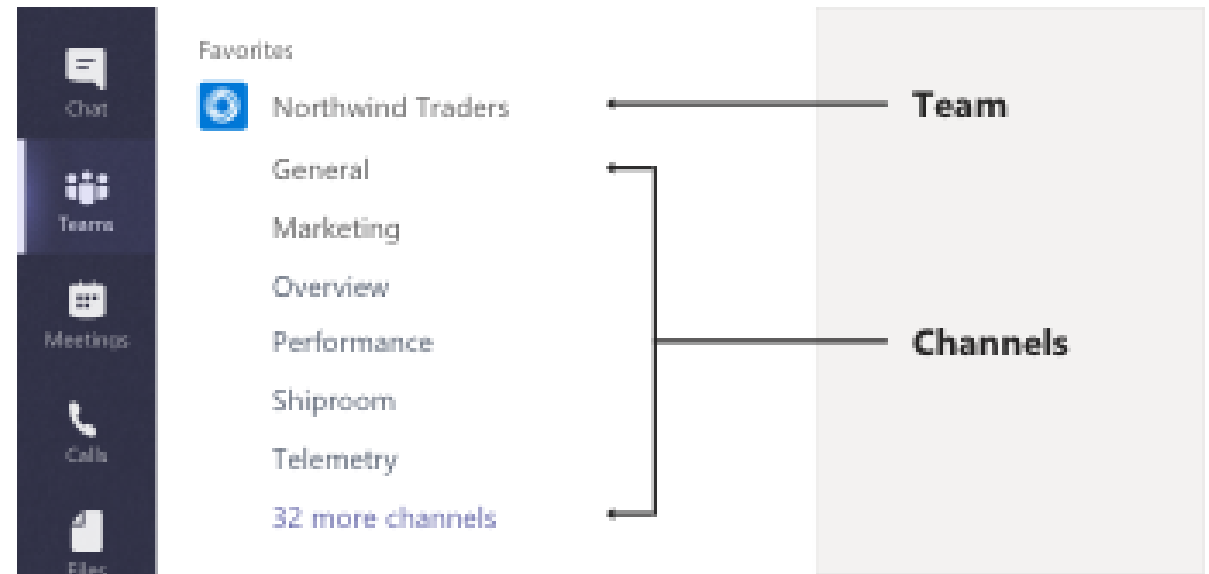 Chat
Teams
Meetings
Calls
Files
Favorites
Northwind Traders
General
Marketing
Overview
Performance
Shiproom
Telemetry
32 more channels
Team
Channels